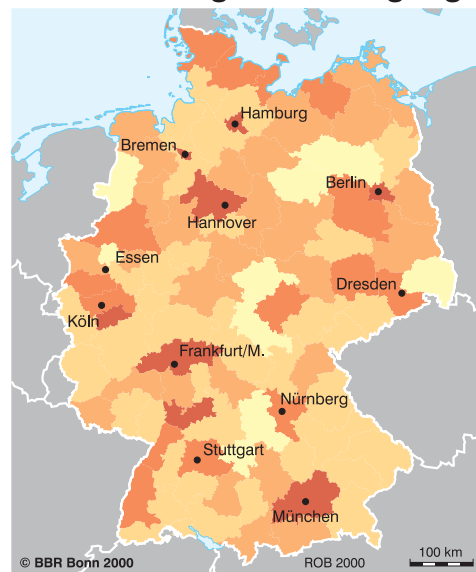 Hamburg
Bremen
Berlin
Hannover
Essen
Dresden
Köln
Frankfurt/M.
Nürnberg
Stuttgart
München
100 km
© BBR Bonn 2000
ROB 2000